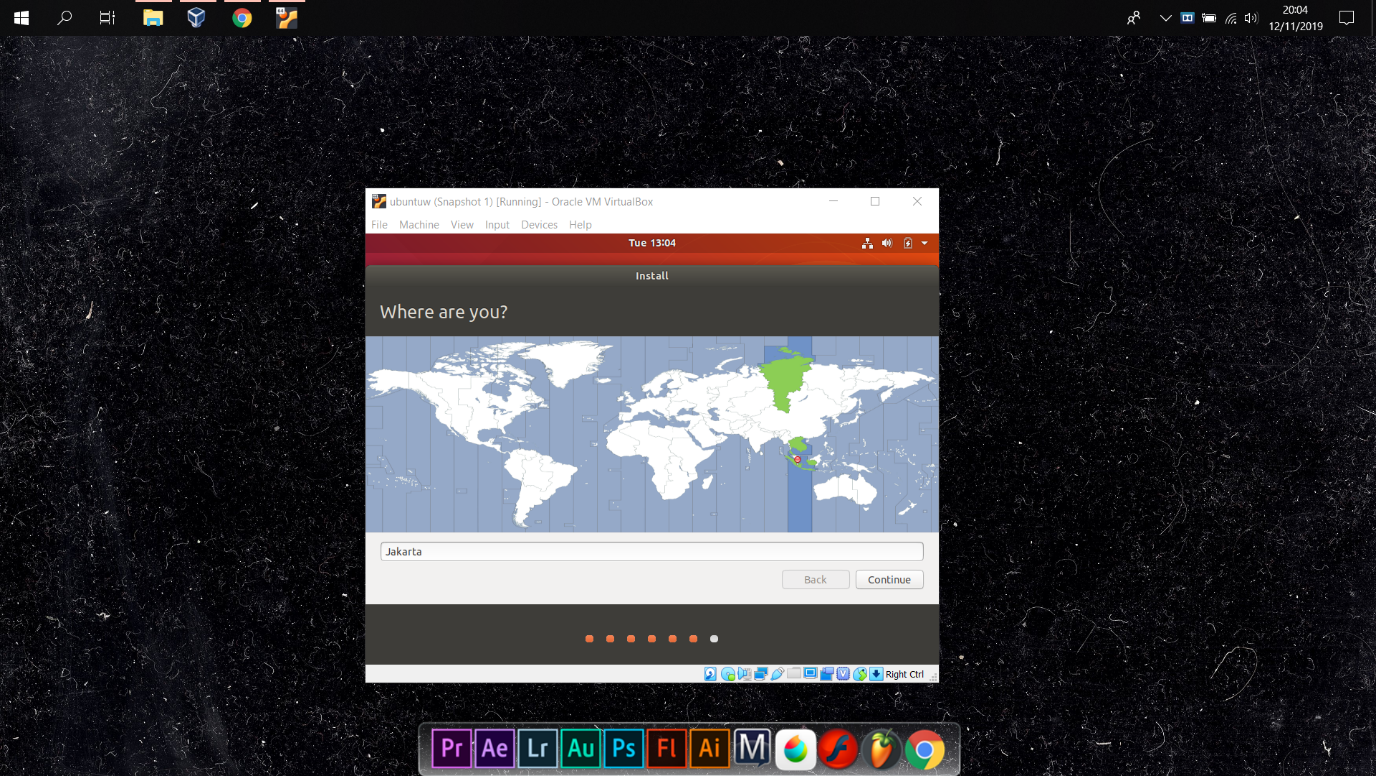 20:04
12/11/2019
ubuntuw (Snapshot 1) [Running] - Oracle VM VirtualBox
File Machine View Input Devices Help
Tue 13:04
Install
Where are you?
Jakarta
Back Continue
Right Ctrl
Pr Ae Lr Au Ps Fl Ai M